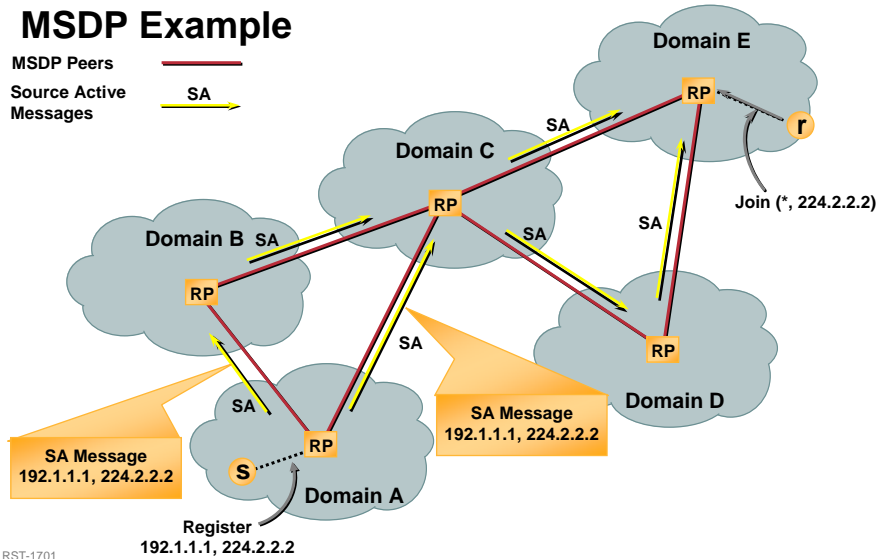 MSDP Example
MSDP Peers
Source Active
Messages
SA
Domain E
RP
r
Join (*, 224.2.2.2)
SA
Domain C
RP
SA
Domain B
SA
RP
SA
SA
RP
Domain D
SA
SA Message
192.1.1.1, 224.2.2.2
SA Message
192.1.1.1, 224.2.2.2
RP
s
Domain A
Register
192.1.1.1, 224.2.2.2
RST-1701